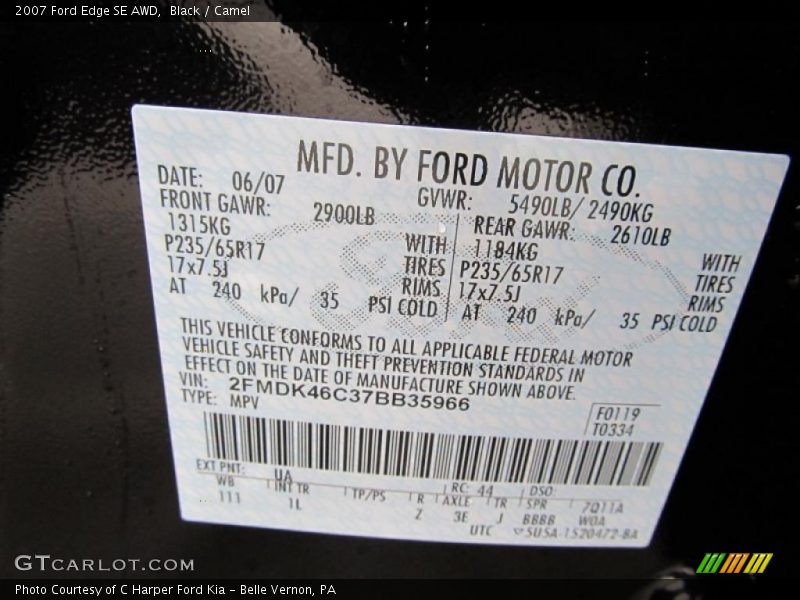 2007 Ford Edge SE AWD,  Black / Camel
MFD. BY FORD MOTOR CO.
DATE: 06/07 GVWR: 5490LB/ 2490KG
FRONT GAWR: 2900LB REAR GAWR: 2610LB
1315KG WITH 1184KG WITH
P235/65R17 TIRES P235/65R17 TIRES
17x7.5J RIMS 17x7.5J RIMS
AT 240 kPa/ 35 PSI COLD AT 240 kPa/ 35 PSI COLD
THIS VEHICLE CONFORMS TO ALL APPLICABLE FEDERAL MOTOR
VEHICLE SAFETY AND THEFT PREVENTION STANDARDS IN
EFFECT ON THE DATE OF MANUFACTURE SHOWN ABOVE.
VIN: 2FMDK46C37BB35966
TYPE: MPV
F0119
T0334
EXT PNT: UA RC: 44 DSO:
WB INT TR TP/PS R AXLE TR SPR 7Q11A
111 1L 2 3E J BBBB WOA
UTC 5U5A-1520472-BA
GTCARLOT.COM
Photo Courtesy of C Harper Ford Kia – Belle Vernon, PA